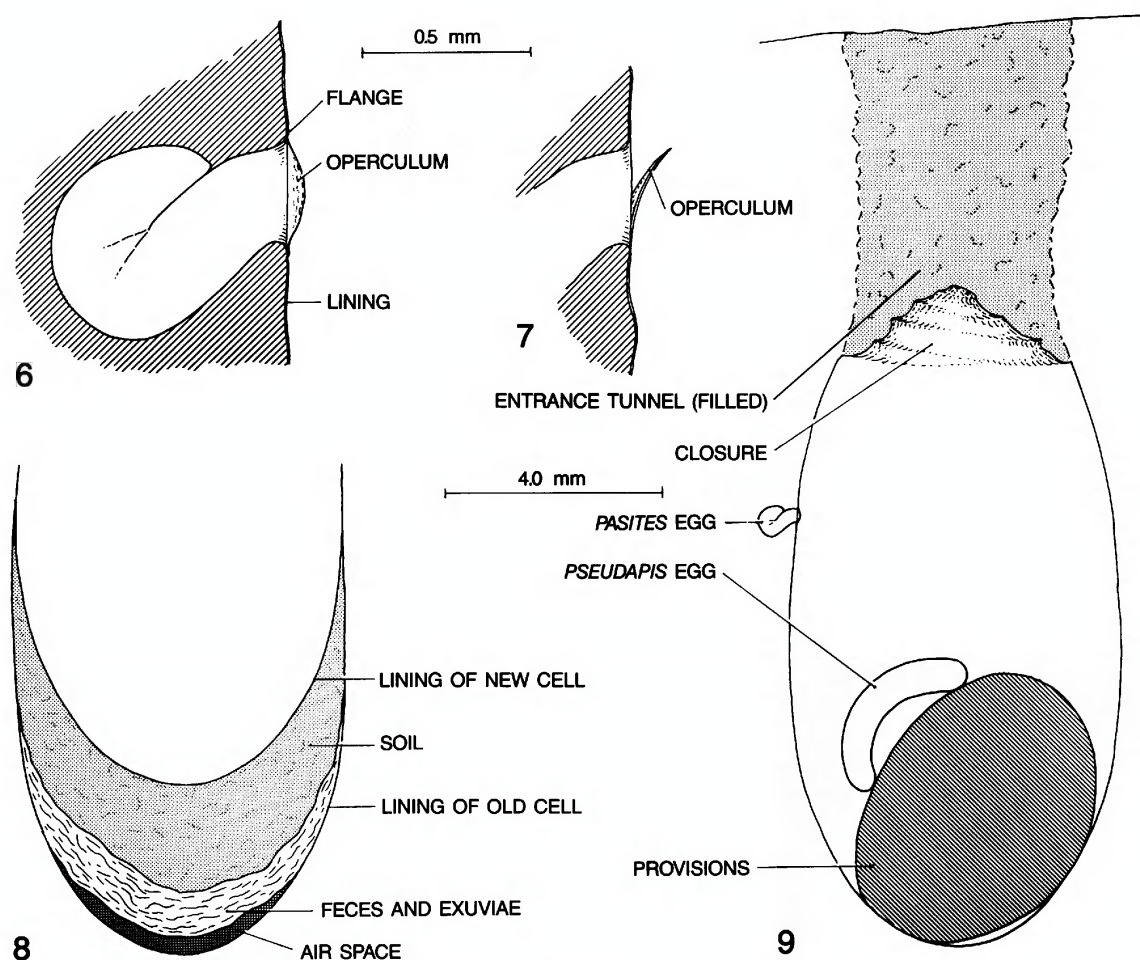 0.5 mm
FLANGE
OPERCULUM
LINING
6
OPERCULUM
7
ENTRANCE TUNNEL (FILLED)
CLOSURE
4.0 mm
PASITES EGG
PSEUDAPIS EGG
LINING OF NEW CELL
SOIL
LINING OF OLD CELL
PROVISIONS
FECES AND EXUVIAE
AIR SPACE
8
9